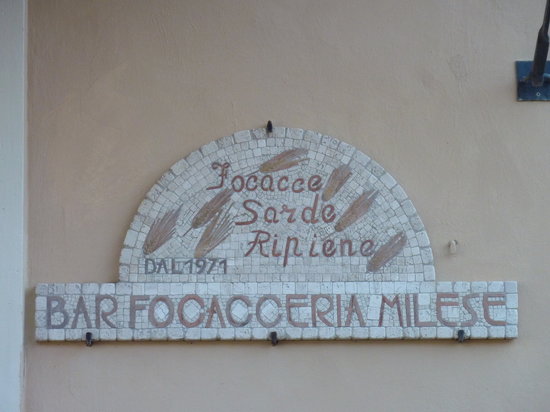 Focacce
Sarde
Ripiene
DAL 1971
BAR FOCACCERIA MILESE